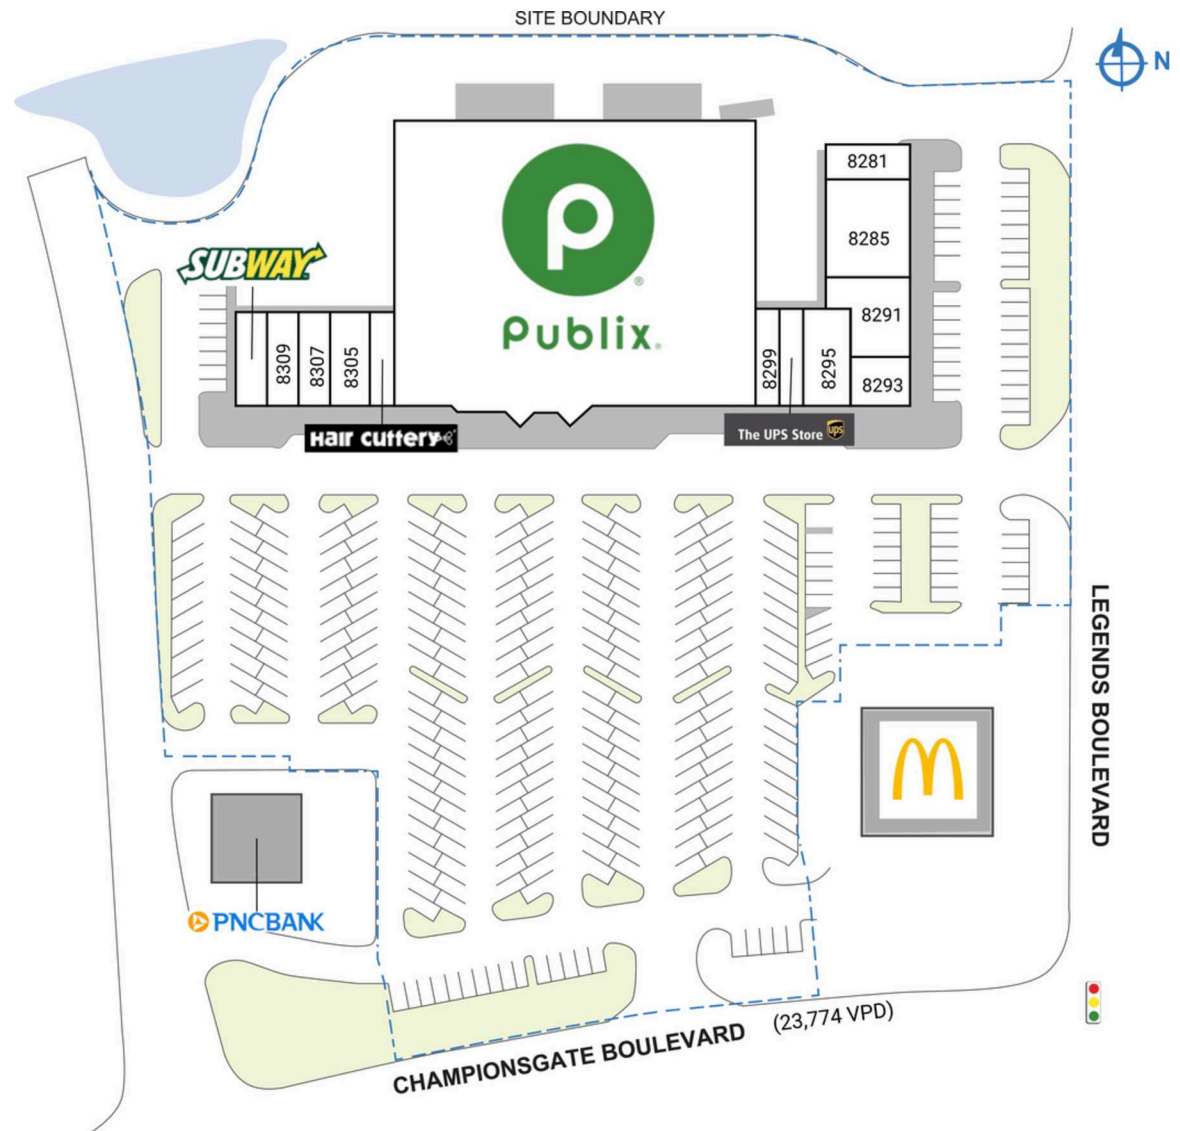 SITE BOUNDARY
N
8281
8285
SUBWAY
Publix
8291
8309
8307
8305
8299
8295
8293
Hair Cuttery
The UPS Store
ups
LEGENDS BOULEVARD
PNCBANK
(23,774 VPD)
CHAMPIONSGATE BOULEVARD